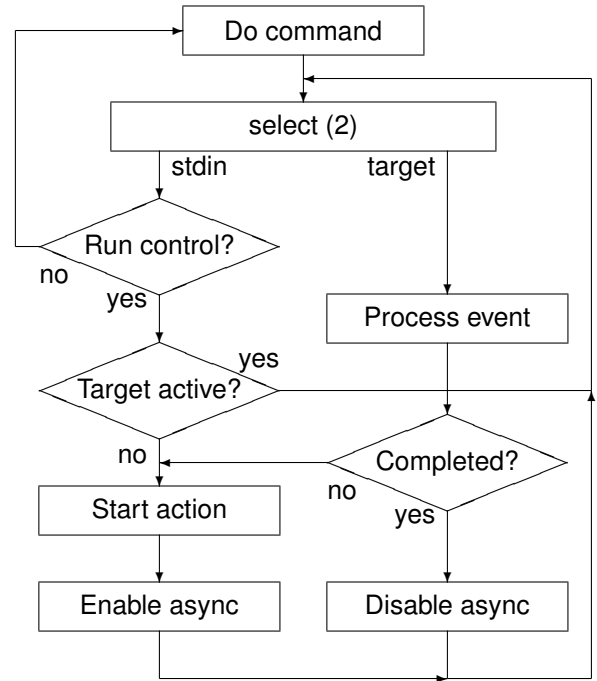 Do command
select (2)
stdin
target
Run control?
no
yes
Process event
yes
Target active?
no
Completed?
no
yes
Start action
Enable async
Disable async